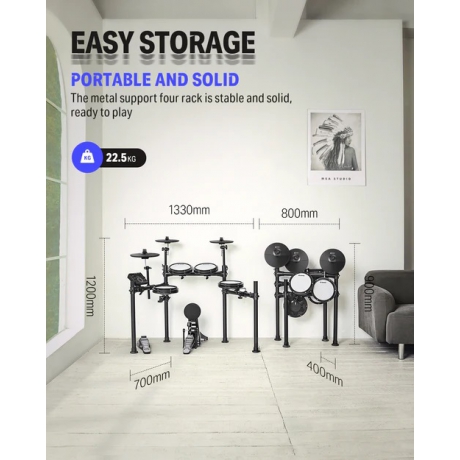 EASY STORAGE
PORTABLE AND SOLID
The metal support four rack is stable and solid,
ready to play
KG 22.5KG
MGA STUDIO
1330mm
800mm
1200mm
900mm
700mm
400mm